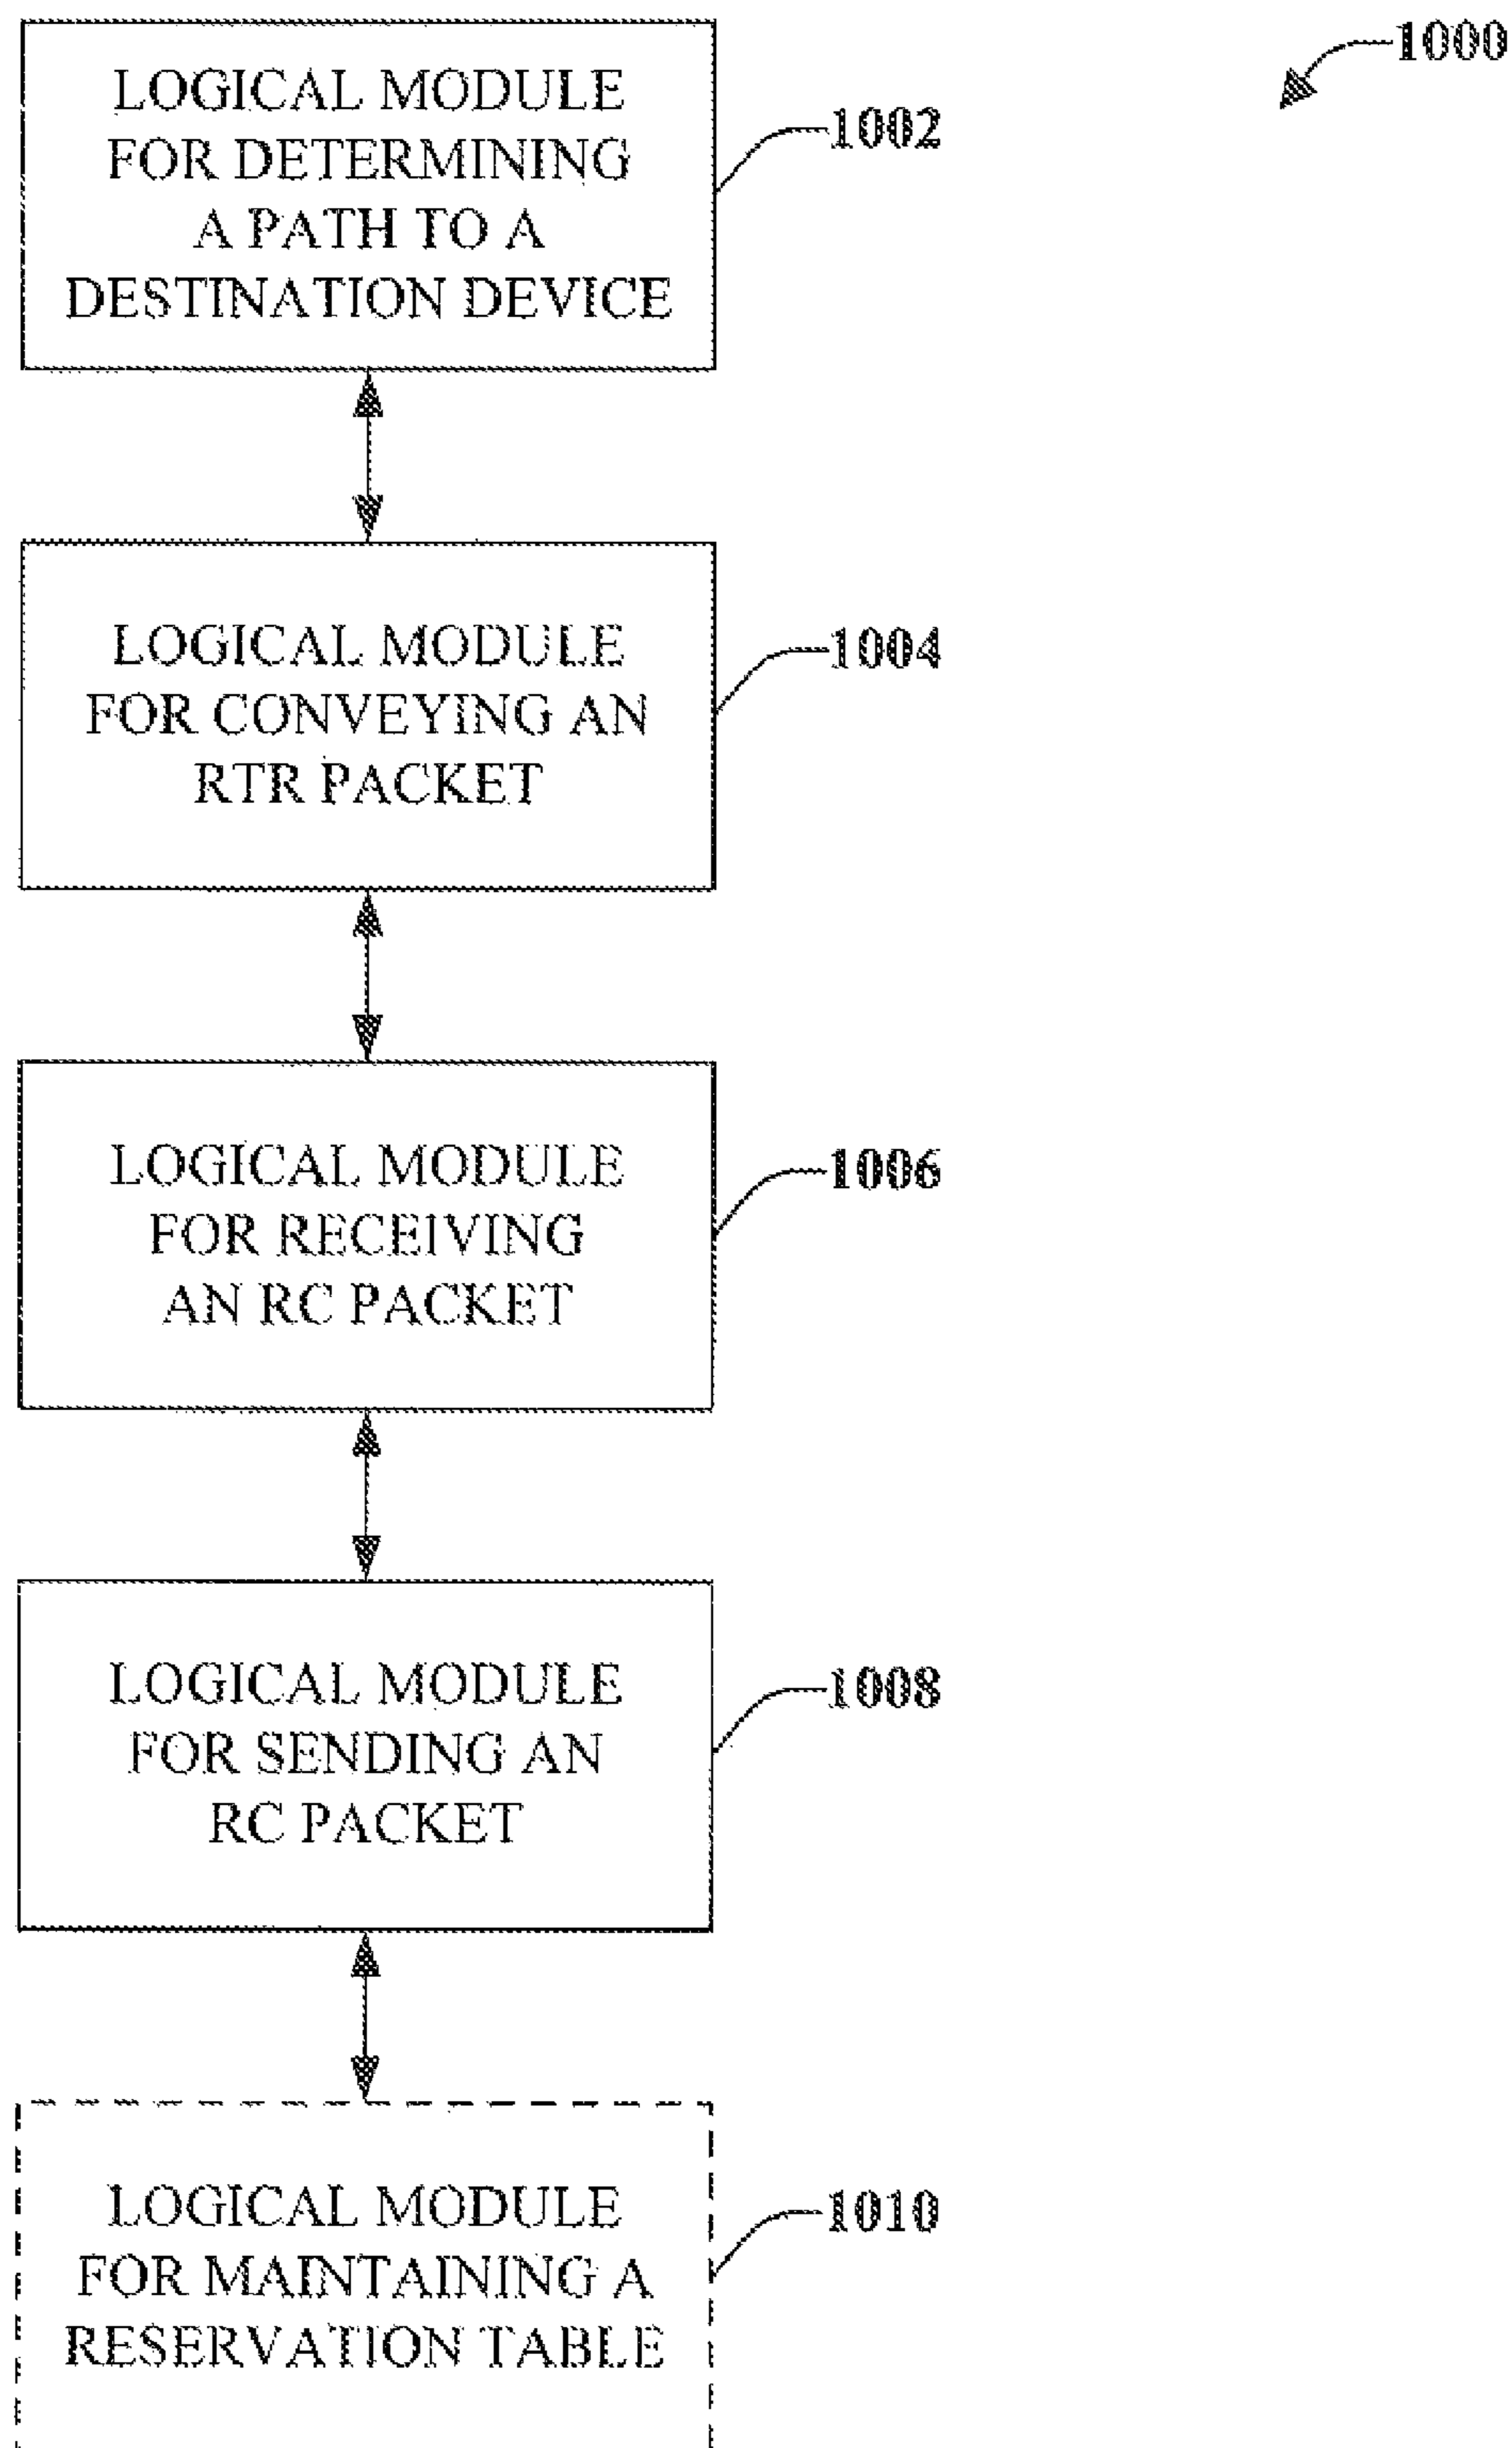 1000
LOGICAL MODULE
FOR DETERMINING
A PATH TO A
DESTINATION DEVICE
1002
LOGICAL MODULE
FOR CONVEYING AN
RTR PACKET
1004
LOGICAL MODULE
FOR RECEIVING
AN RC PACKET
1006
LOGICAL MODULE
FOR SENDING AN
RC PACKET
1008
LOGICAL MODULE
FOR MAINTAINING A
RESERVATION TABLE
1010